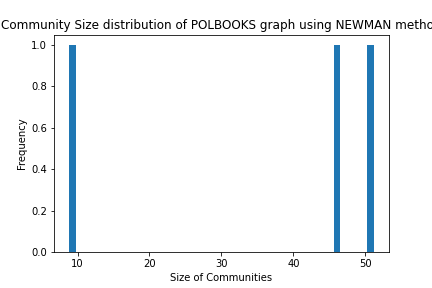 Community Size distribution of POLBOOKS graph using NEWMAN metho
1.0
0.8
0.6
0.4
0.2
0.0
Frequency
10 20 30 40 50
Size of Communities